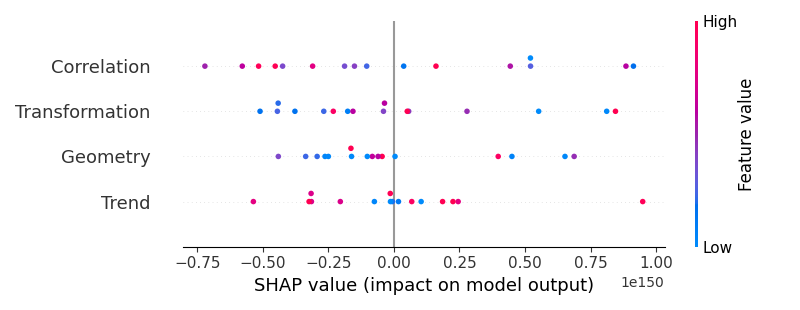 High
Correlation
Transformation
Geometry
Trend
Feature value
Low
−0.75 −0.50 −0.25 0.00 0.25 0.50 0.75 1.00
1e150
SHAP value (impact on model output)